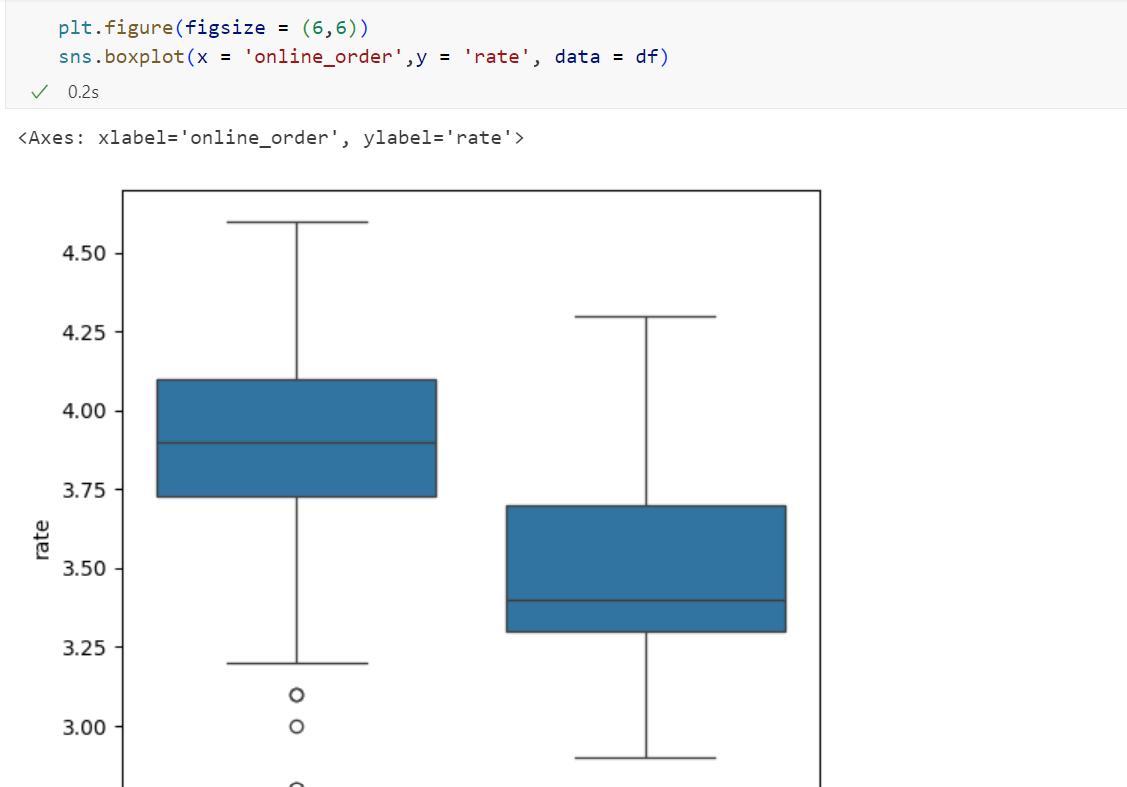 plt.figure(figsize = (6,6))
sns.boxplot(x = 'online_order',y = 'rate', data = df)
0.2s
<Axes: xlabel='online_order', ylabel='rate'>
4.50
4.25
4.00
3.75
rate
3.50
3.25
3.00